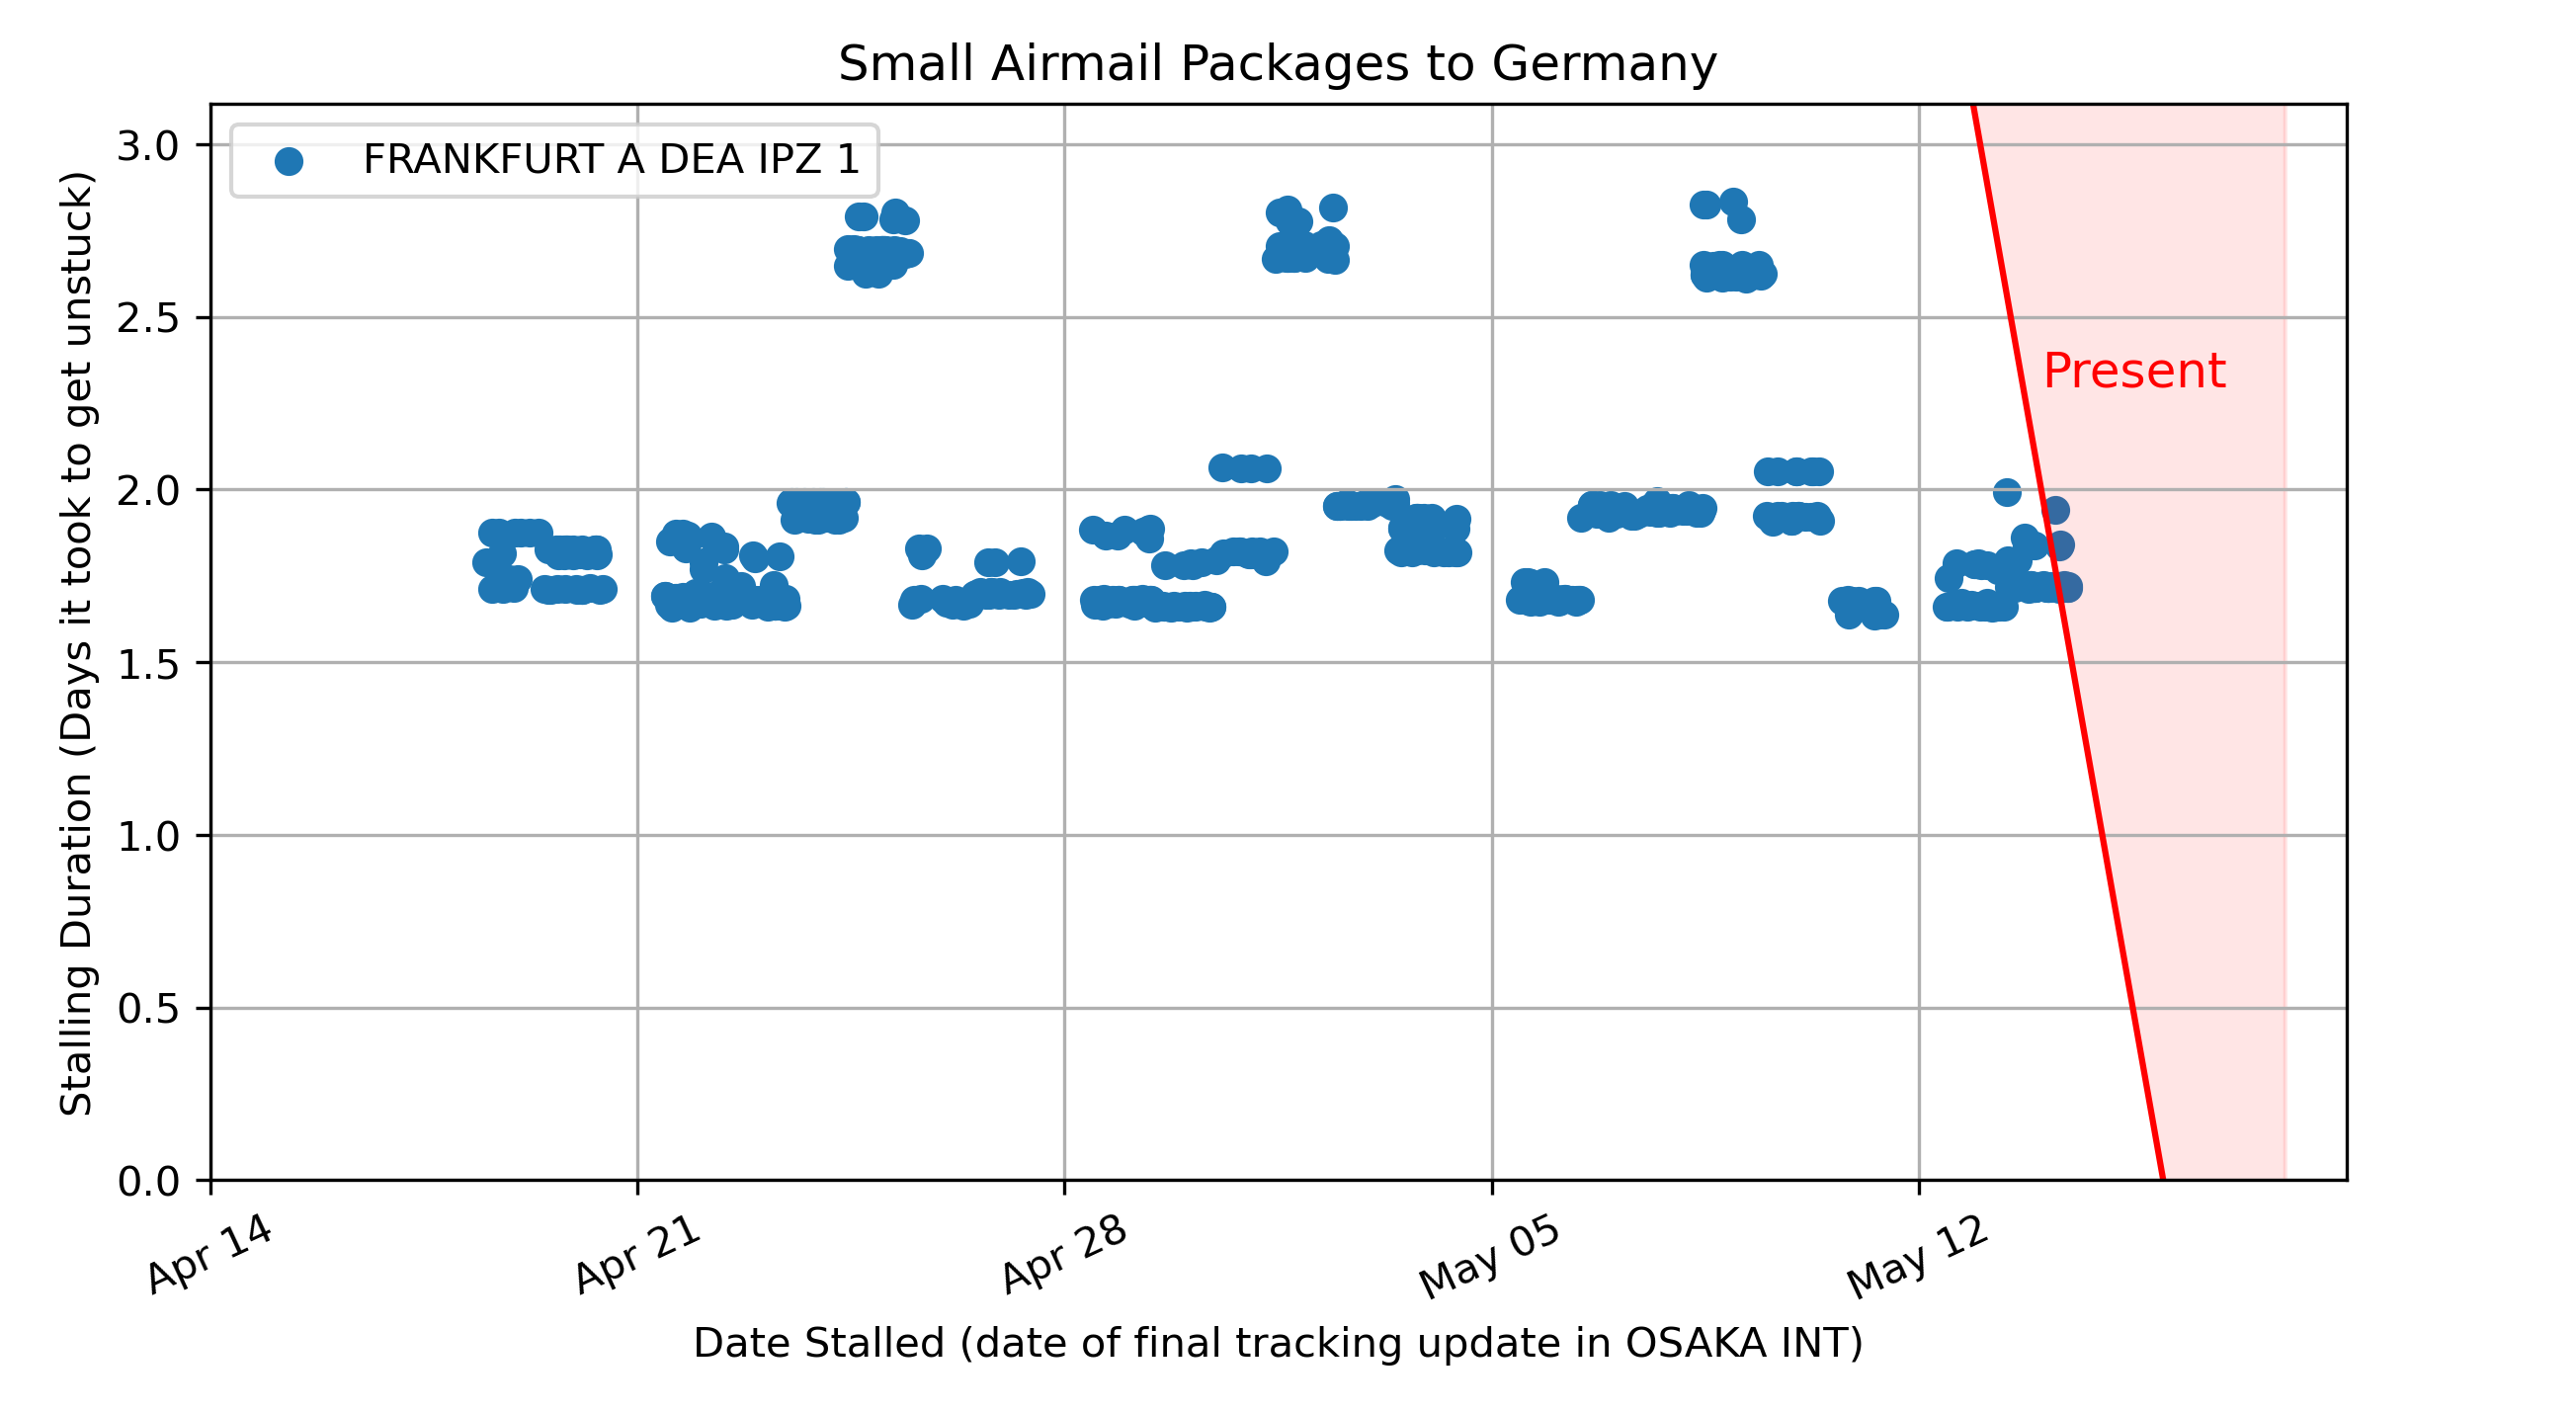 Small Airmail Packages to Germany
FRANKFURT A DEA IPZ 1
Present
Stalling Duration (Days it took to get unstuck)
3.0
2.5
2.0
1.5
1.0
0.5
0.0
Apr 14
Apr 21
Apr 28
May 05
May 12
Date Stalled (date of final tracking update in OSAKA INT)